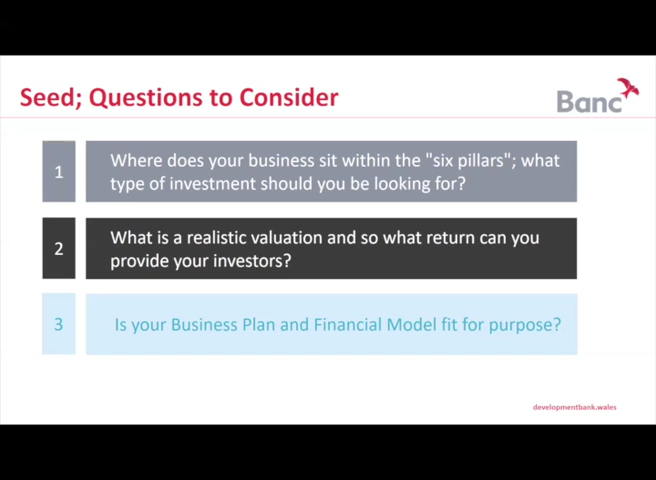 Seed; Questions to Consider
Banc
1
Where does your business sit within the "six pillars"; what
type of investment should you be looking for?
2
What is a realistic valuation and so what return can you
provide your investors?
3
Is your Business Plan and Financial Model fit for purpose?
developmentbank.wales